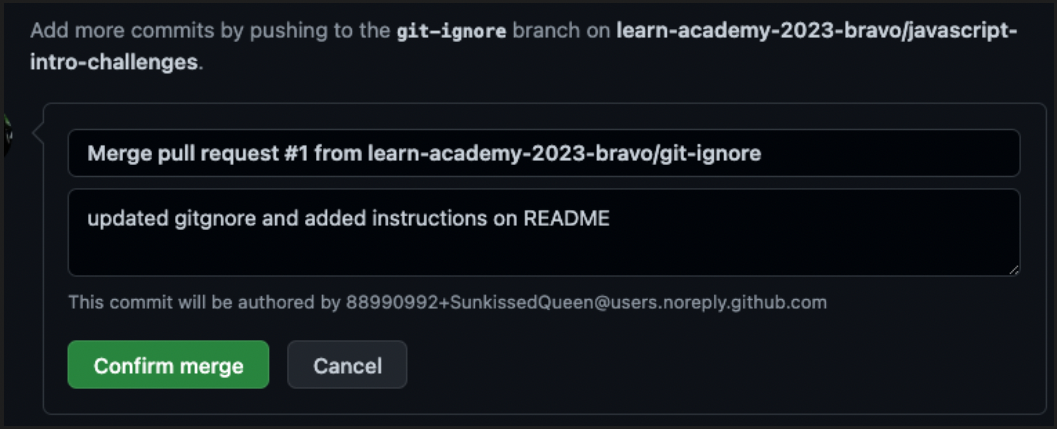 Add more commits by pushing to the git-ignore branch on learn-academy-2023-bravo/javascript-
intro-challenges.
Merge pull request #1 from learn-academy-2023-bravo/git-ignore
updated gitgnore and added instructions on README
This commit will be authored by 88990992+SunkissedQueen@users.noreply.github.com
Confirm merge
Cancel